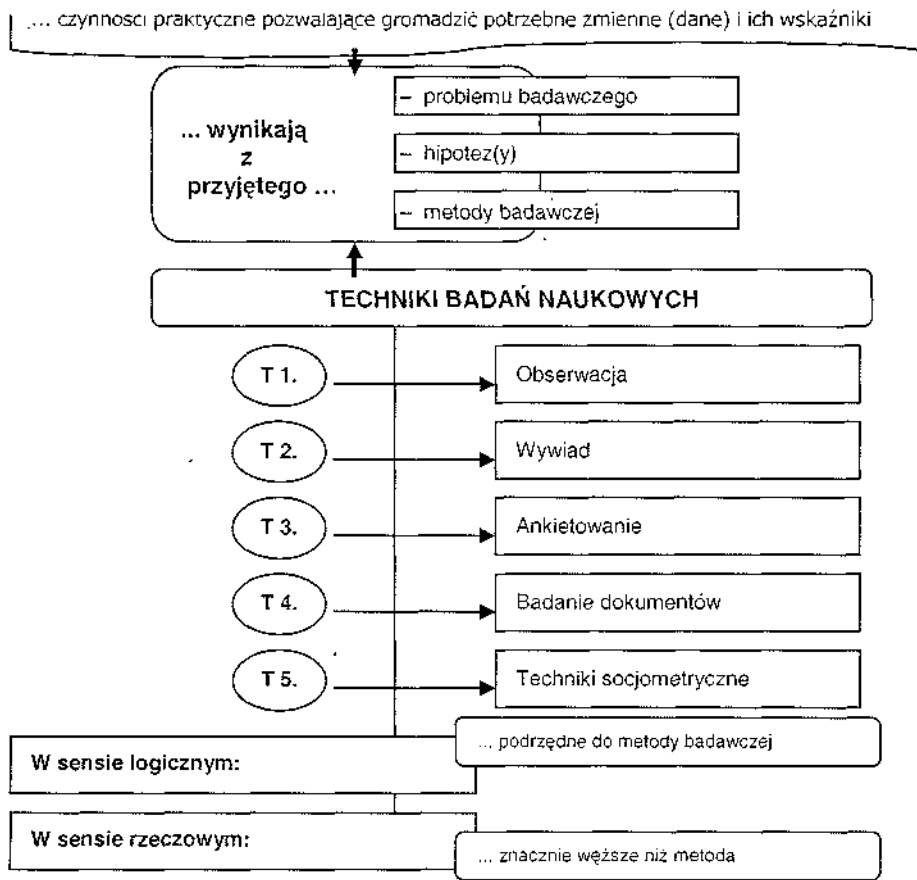 ... czynności praktyczne pozwalające gromadzić potrzebne zmienne (dane) i ich wskaźniki
... wynikają
z
przyjętego ...
– problemu badawczego
– hipotez(y)
– metody badawczej
TECHNIKI BADAŃ NAUKOWYCH
T 1.
Obserwacja
T 2.
Wywiad
T 3.
Ankietowanie
T 4.
Badanie dokumentów
T 5.
Techniki socjometryczne
... podrzędne do metody badawczej
W sensie logicznym:
W sensie rzeczowym:
... znacznie węższe niż metoda